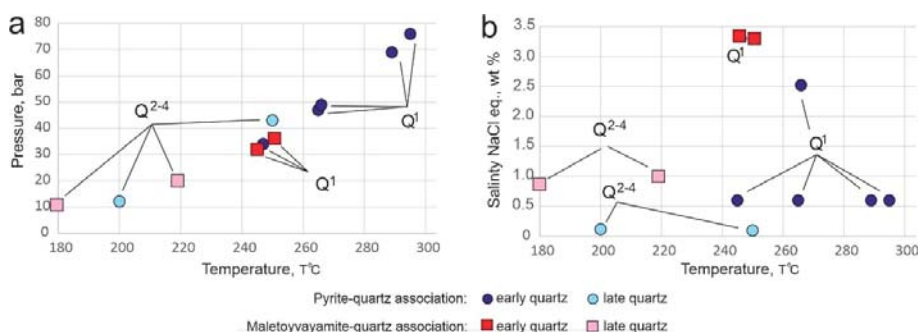 a
80
70
60
50
40
30
20
10
0
Pressure, bar
Q2-4
Q1
Q1
180 200 220 240 260 280 300
Temperature, T°C
b
3.5
3.0
2.5
2.0
1.5
1.0
0.5
0
Salinity NaCl eq., wt %
Q1
Q2-4
Q1
Q2-4
180 200 220 240 260 280 300
Temperature, T°C
Pyrite-quartz association: early quartz late quartz
Maletoyvayamite-quartz association: early quartz late quartz